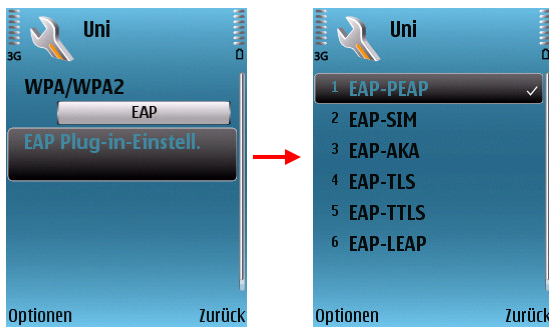 Uni
3G
WPA/WPA2
EAP
EAP Plug-in-Einstell.
Optionen Zurück
Uni
3G
1 EAP-PEAP
2 EAP-SIM
3 EAP-AKA
4 EAP-TLS
5 EAP-TTLS
6 EAP-LEAP
Optionen Zurück